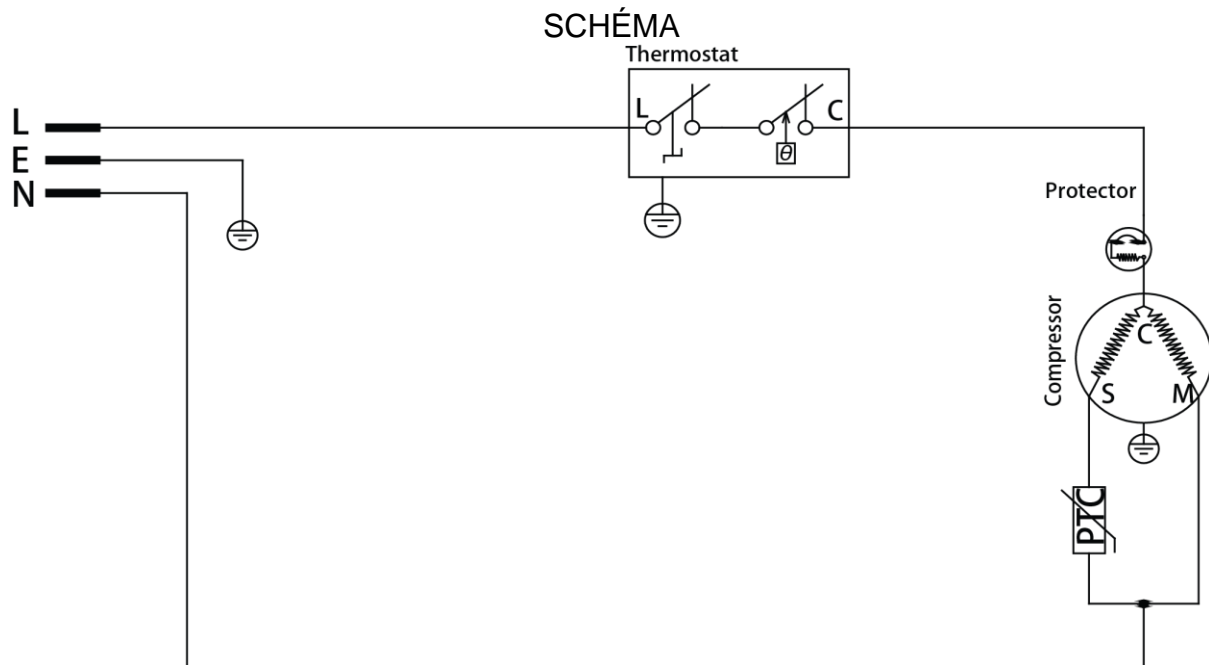 SCHÉMA
Thermostat
L
C
θ
L
E
N
Protector
Compressor
C
S
M
PTC